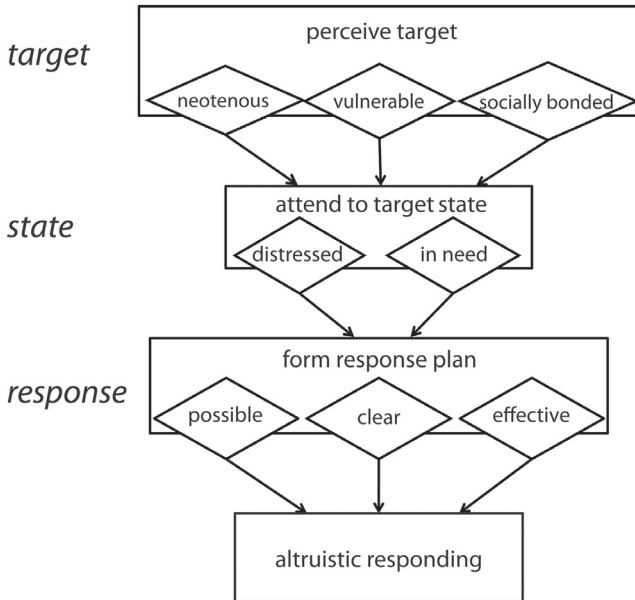 target
perceive target
neotenous
vulnerable
socially bonded
state
attend to target state
distressed
in need
response
form response plan
possible
clear
effective
altruistic responding